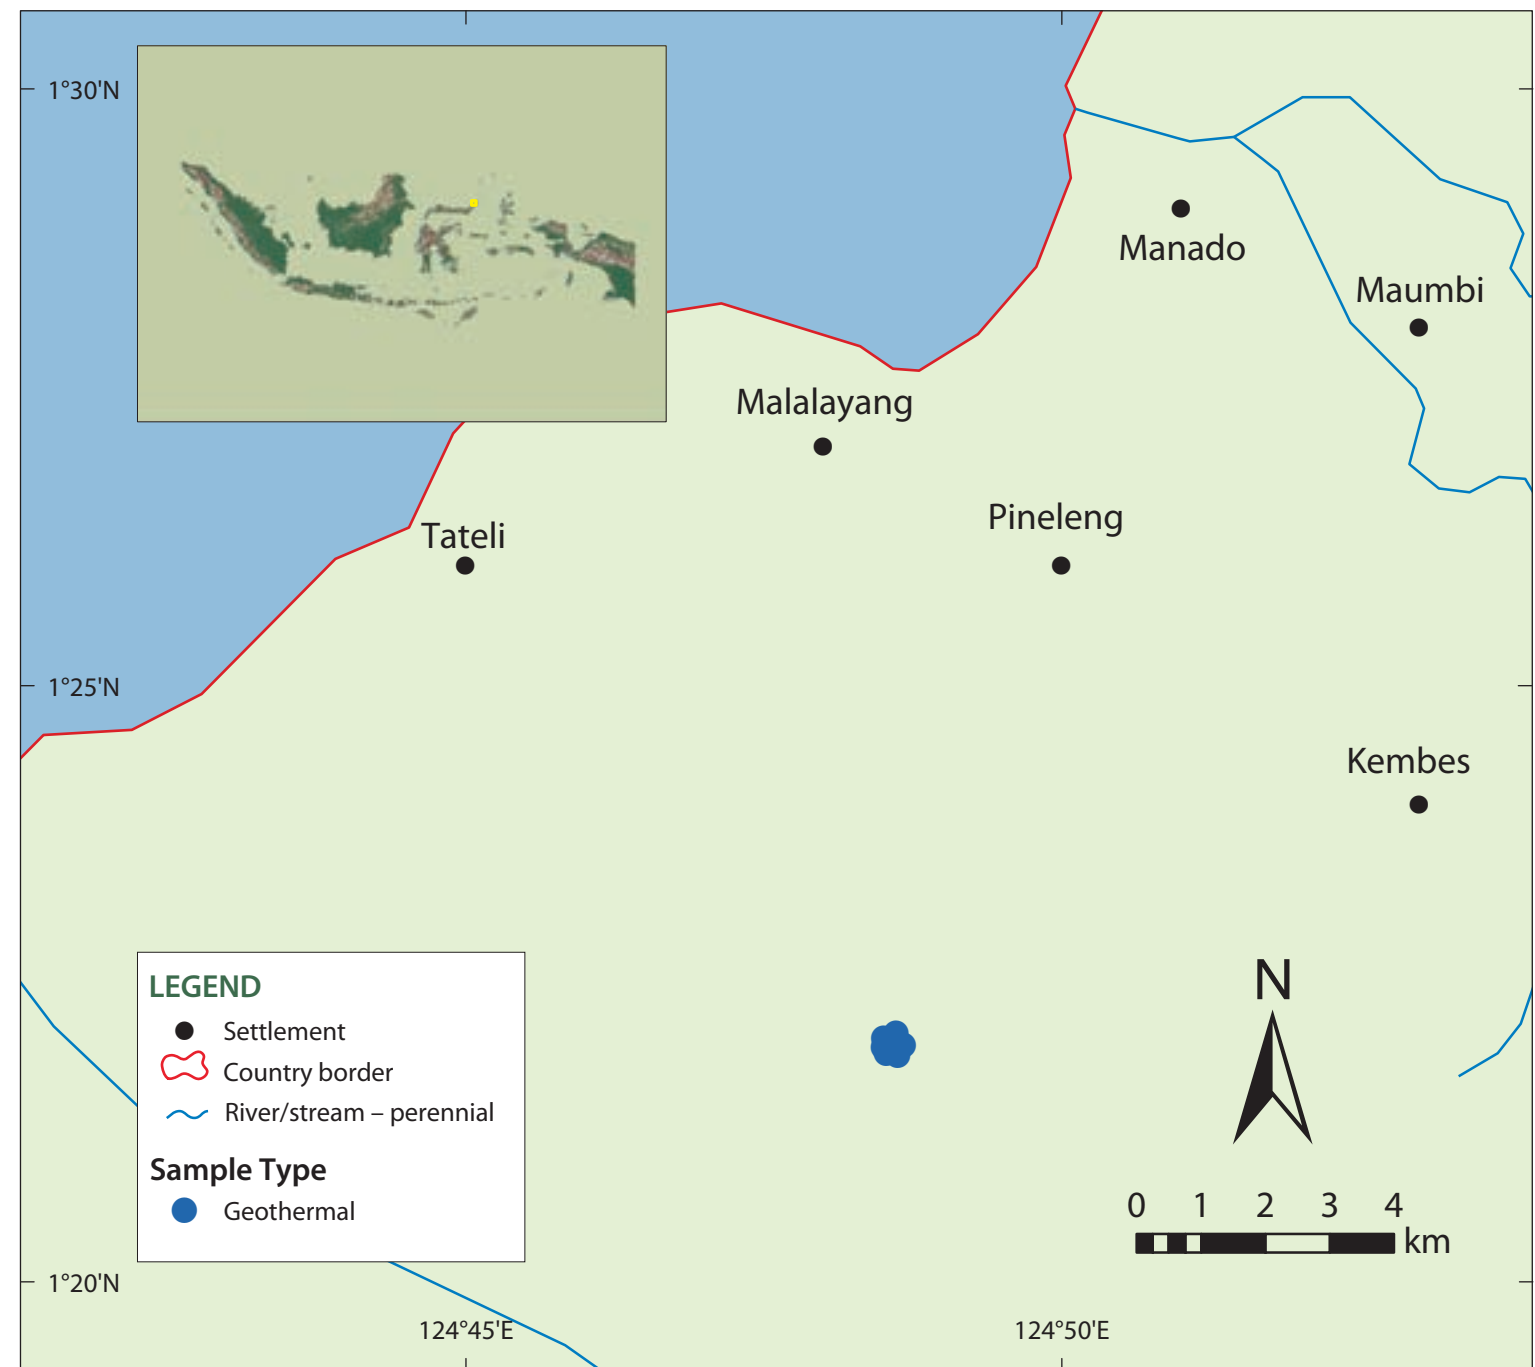 1°30'N
Manado
Maumbi
Malalayang
Pineleng
Tateli
1°25'N
Kembes
LEGEND
Settlement
Country border
River/stream – perennial
Sample Type
Geothermal
N
0 1 2 3 4
km
1°20'N
124°45'E
124°50'E